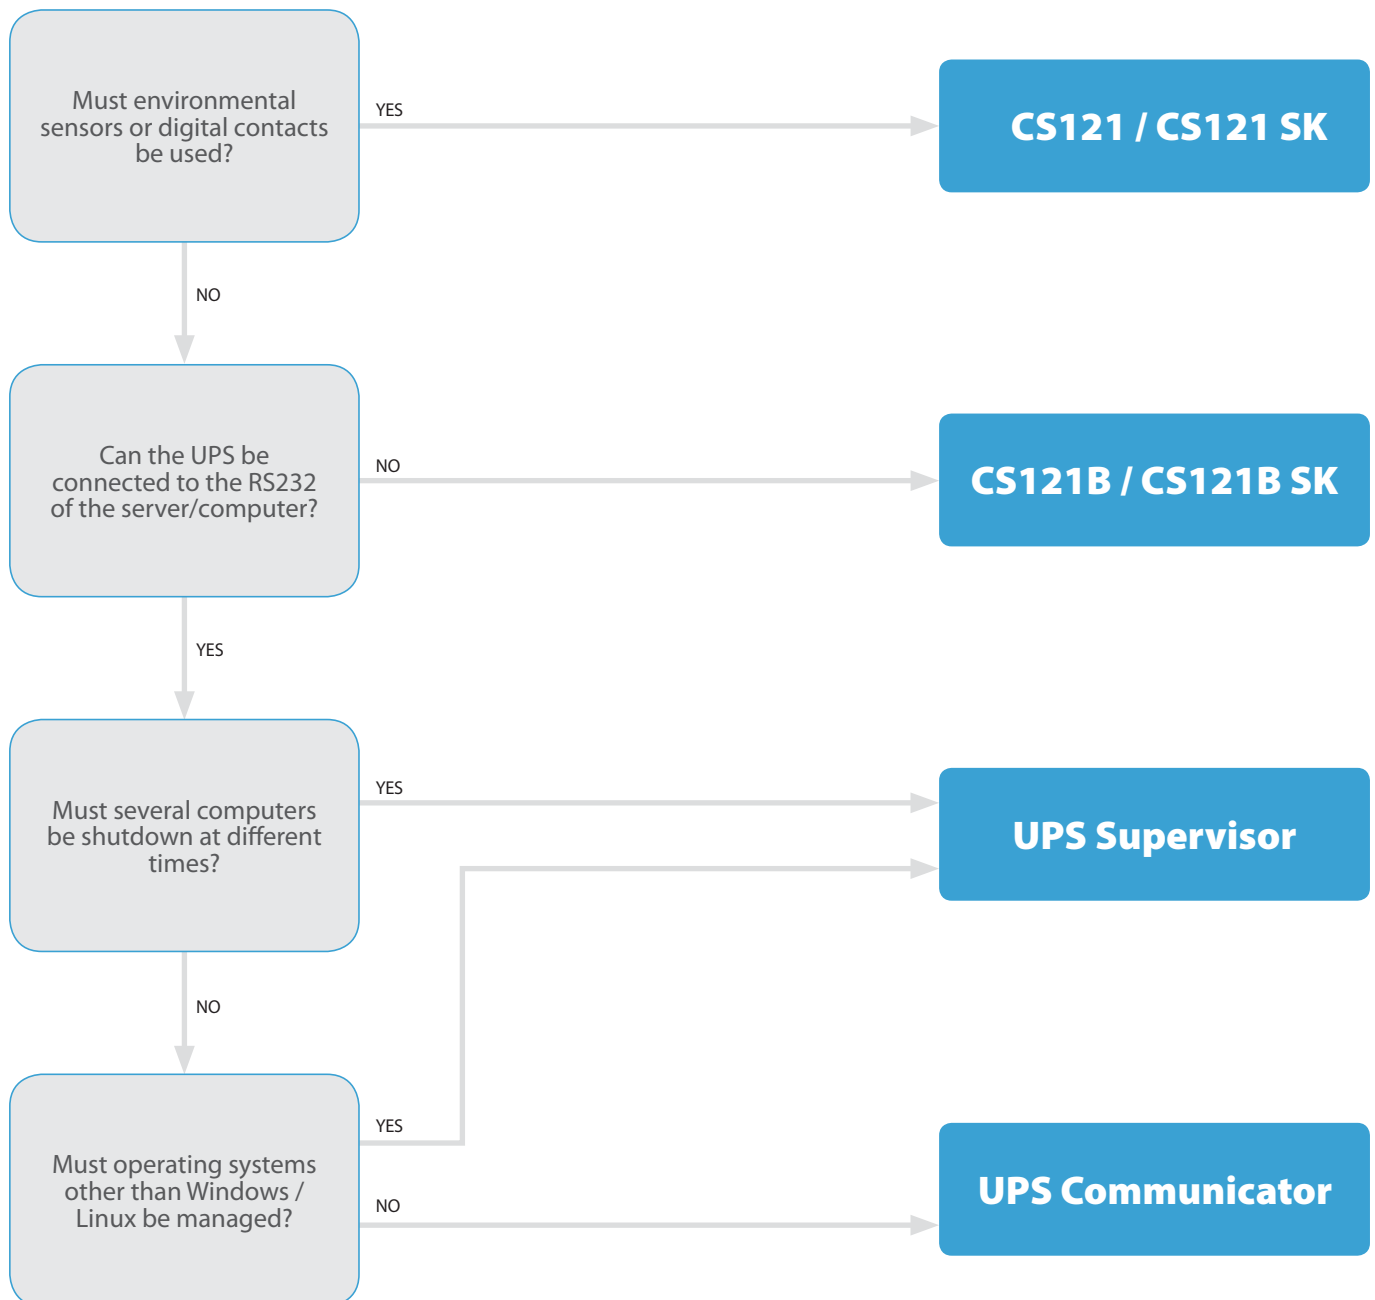 Must environmental
sensors or digital contacts
be used?
YES
CS121 / CS121 SK
NO
Can the UPS be
connected to the RS232
of the server/computer?
NO
CS121B / CS121B SK
YES
Must several computers
be shutdown at different
times?
YES
UPS Supervisor
NO
Must operating systems
other than Windows /
Linux be managed?
YES
NO
UPS Communicator